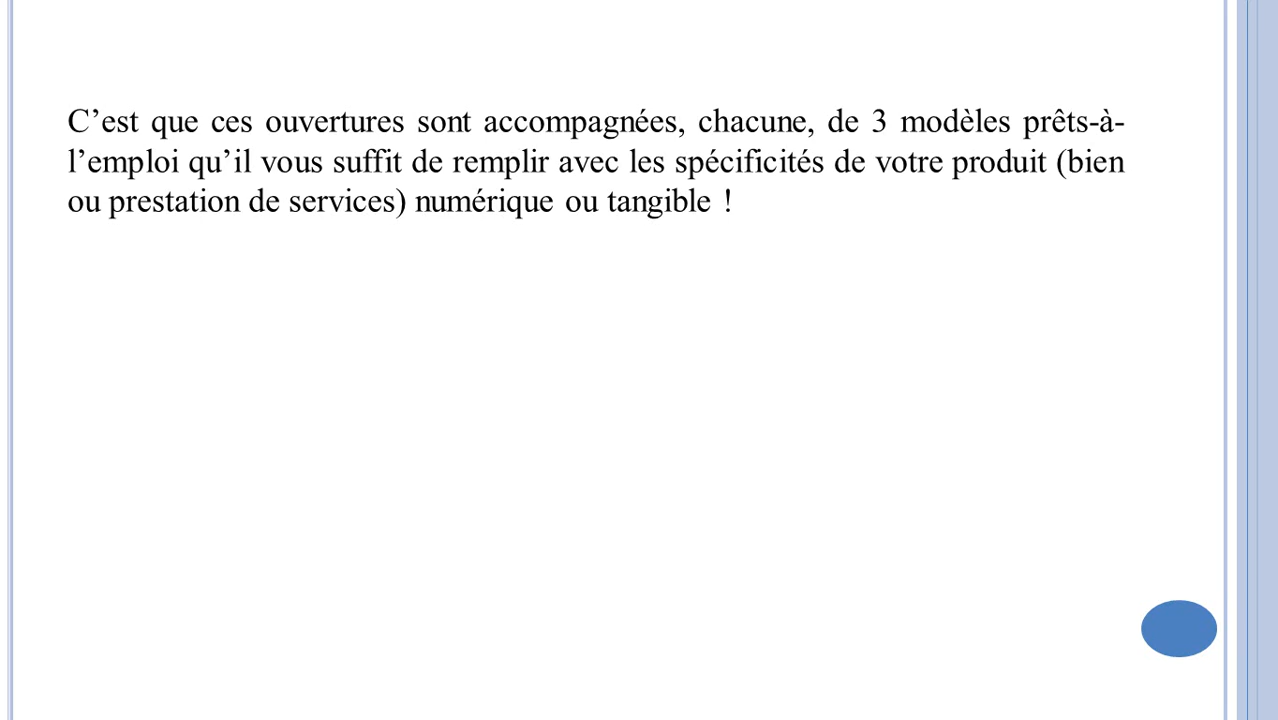 C’est que ces ouvertures sont accompagnées, chacune, de 3 modèles prêts-à-
l’emploi qu’il vous suffit de remplir avec les spécificités de votre produit (bien
ou prestation de services) numérique ou tangible !